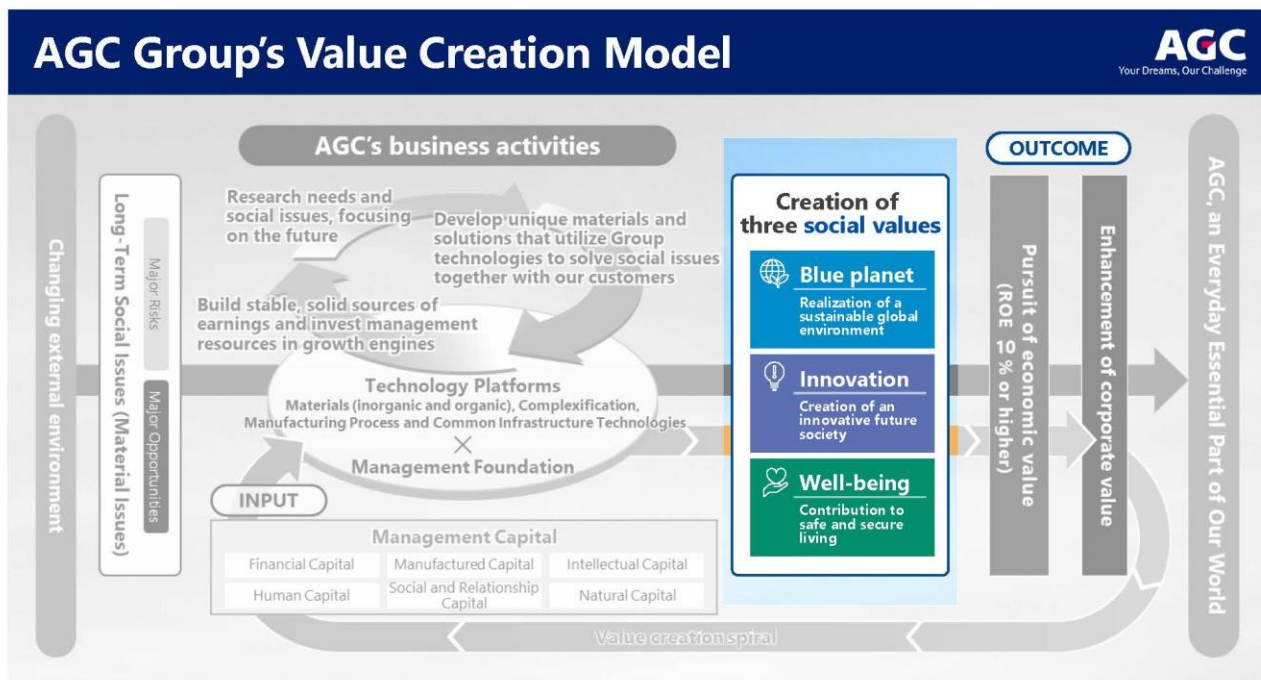 AGC Group's Value Creation Model
AGC
Your Dreams, Our Challenge
Changing external environment
Long-Term Social Issues (Material Issues)
Major Risks
Major Opportunities
AGC's business activities
Research needs and
social issues, focusing
on the future
Develop unique materials and
solutions that utilize Group
technologies to solve social issues
together with our customers
Build stable, solid sources of
earnings and invest management
resources in growth engines
Technology Platforms
Materials (inorganic and organic), Complexification,
Manufacturing Process and Common Infrastructure Technologies
×
Management Foundation
INPUT
Management Capital
Financial Capital
Manufactured Capital
Intellectual Capital
Human Capital
Social and Relationship
Capital
Natural Capital
Creation of
three social values
Blue planet
Realization of a
sustainable global
environment
Innovation
Creation of an
innovative future
society
Well-being
Contribution to
safe and secure
living
OUTCOME
Pursuit of economic value
(ROE 10 % or higher)
Enhancement of corporate value
AGC, an Everyday Essential Part of Our World
Value creation spiral